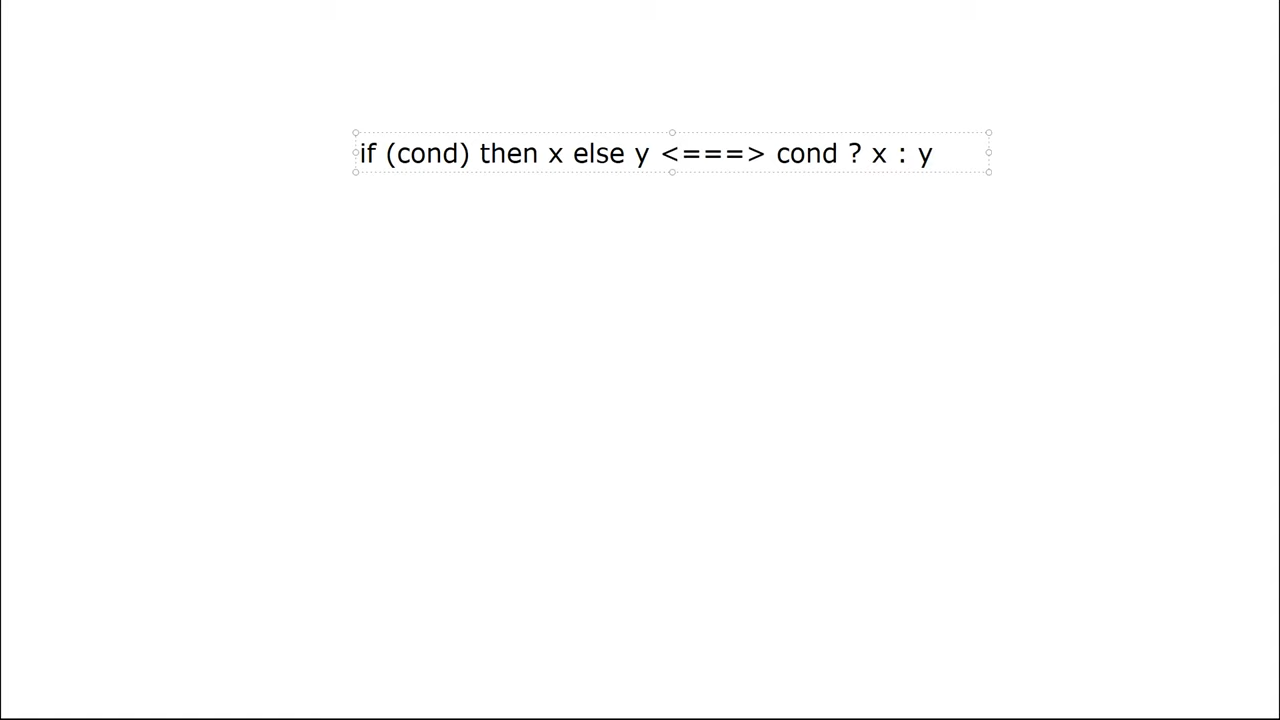 if (cond) then x else y <===> cond ? x : y